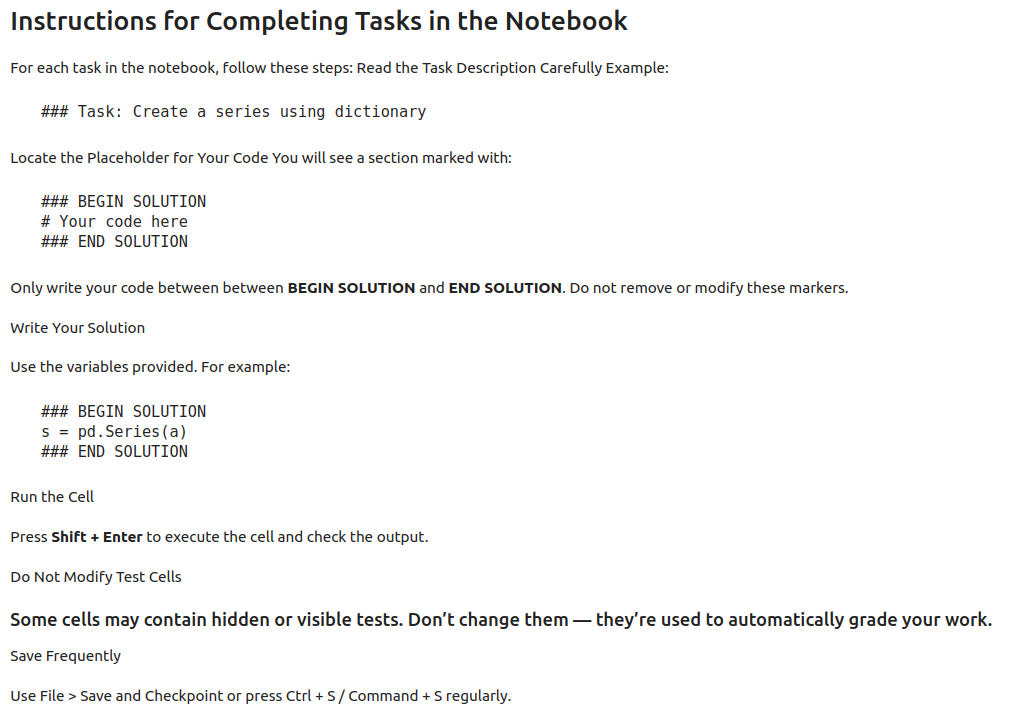 Instructions for Completing Tasks in the Notebook
For each task in the notebook, follow these steps: Read the Task Description Carefully Example:
### Task: Create a series using dictionary
Locate the Placeholder for Your Code You will see a section marked with:
### BEGIN SOLUTION
# Your code here
### END SOLUTION
Only write your code between between BEGIN SOLUTION and END SOLUTION. Do not remove or modify these markers.
Write Your Solution
Use the variables provided. For example:
### BEGIN SOLUTION
s = pd.Series(a)
### END SOLUTION
Run the Cell
Press Shift + Enter to execute the cell and check the output.
Do Not Modify Test Cells
Some cells may contain hidden or visible tests. Don’t change them — they’re used to automatically grade your work.
Save Frequently
Use File > Save and Checkpoint or press Ctrl + S / Command + S regularly.